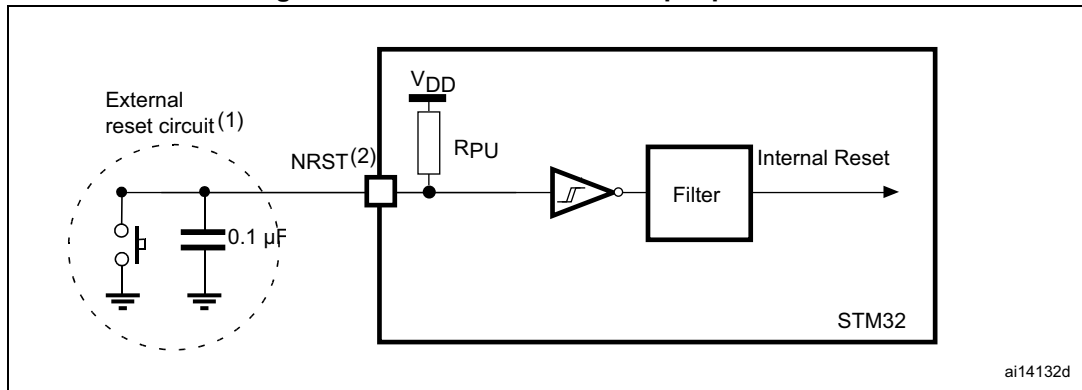 External
reset circuit(1)
NRST(2)
VDD
RPU
0.1 μF
Filter
Internal Reset
STM32
ai14132d